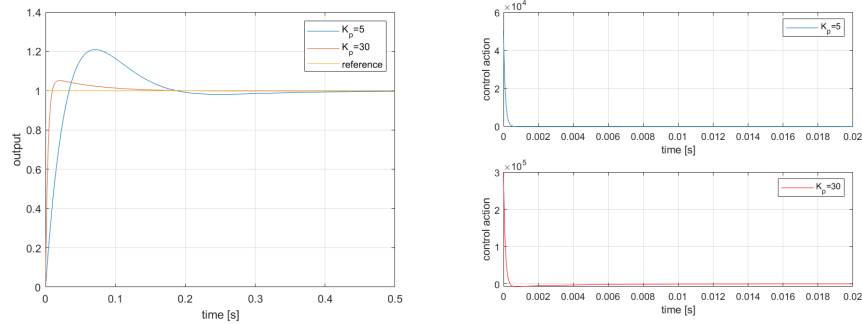 1.4
1.2
1
0.8
0.6
0.4
0.2
0
output
0 0.1 0.2 0.3 0.4 0.5
time [s]
K_p=5
K_p=30
reference
×10^4
6
4
2
0
control action
0 0.002 0.004 0.006 0.008 0.01 0.012 0.014 0.016 0.018 0.02
time [s]
K_p=5
×10^5
3
2
1
0
control action
0 0.002 0.004 0.006 0.008 0.01 0.012 0.014 0.016 0.018 0.02
time [s]
K_p=30